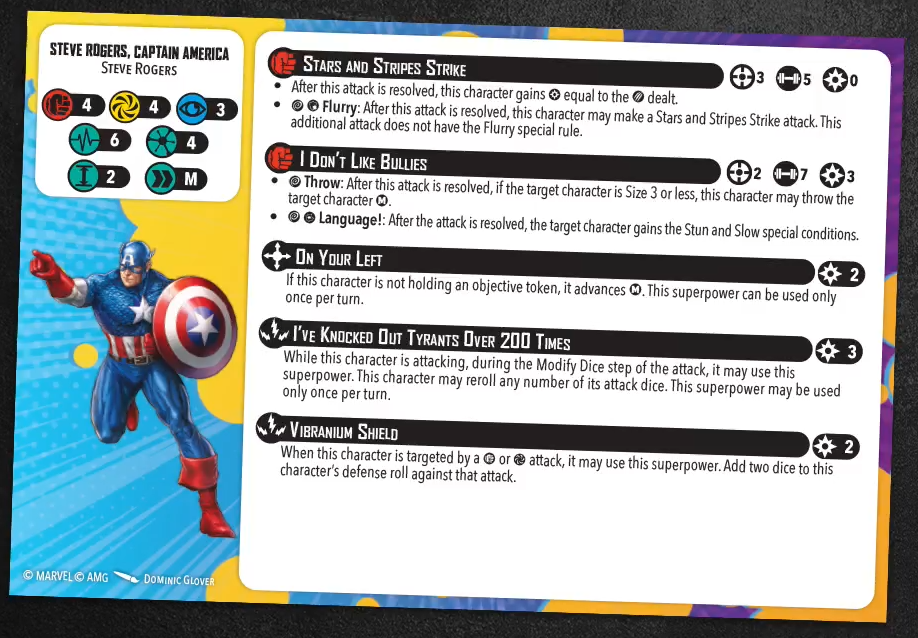 STEVE ROGERS, CAPTAIN AMERICA
STEVE ROGERS
4 4 3
6 4
2 M
STARS AND STRIPES STRIKE 3 5 0
• After this attack is resolved, this character gains equal to the dealt.
• Flurry: After this attack is resolved, this character may make a Stars and Stripes Strike attack. This
additional attack does not have the Flurry special rule.
I DON'T LIKE BULLIES 2 7 3
• Throw: After this attack is resolved, if the target character is Size 3 or less, this character may throw the
target character M.
• Language!: After the attack is resolved, the target character gains the Stun and Slow special conditions.
ON YOUR LEFT 2
If this character is not holding an objective token, it advances M. This superpower can be used only
once per turn.
I'VE KNOCKED OUT TYRANTS OVER 200 TIMES 3
While this character is attacking, during the Modify Dice step of the attack, it may use this
superpower. This character may reroll any number of its attack dice. This superpower may be used
only once per turn.
VIBRANIUM SHIELD 2
When this character is targeted by a or attack, it may use this superpower. Add two dice to this
character's defense roll against that attack.
© MARVEL © AMG DOMINIC GLOVER